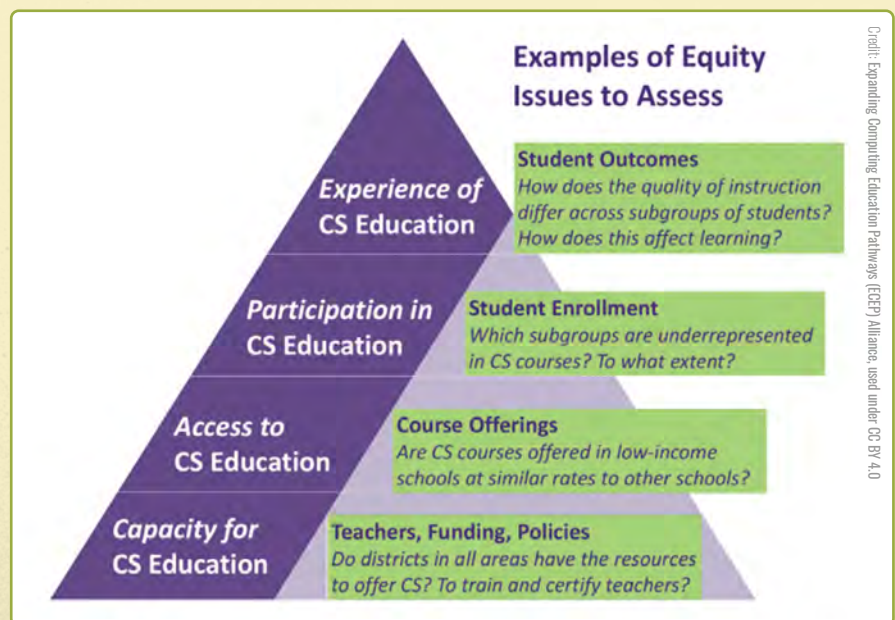 Examples of Equity
Issues to Assess
Experience of
CS Education
Student Outcomes
How does the quality of instruction
differ across subgroups of students?
How does this affect learning?
Participation in
CS Education
Student Enrollment
Which subgroups are underrepresented
in CS courses? To what extent?
Access to
CS Education
Course Offerings
Are CS courses offered in low-income
schools at similar rates to other schools?
Capacity for
CS Education
Teachers, Funding, Policies
Do districts in all areas have the resources
to offer CS? To train and certify teachers?
Credit: Expanding Computing Education Pathways (ECEP) Alliance, used under CC BY 4.0